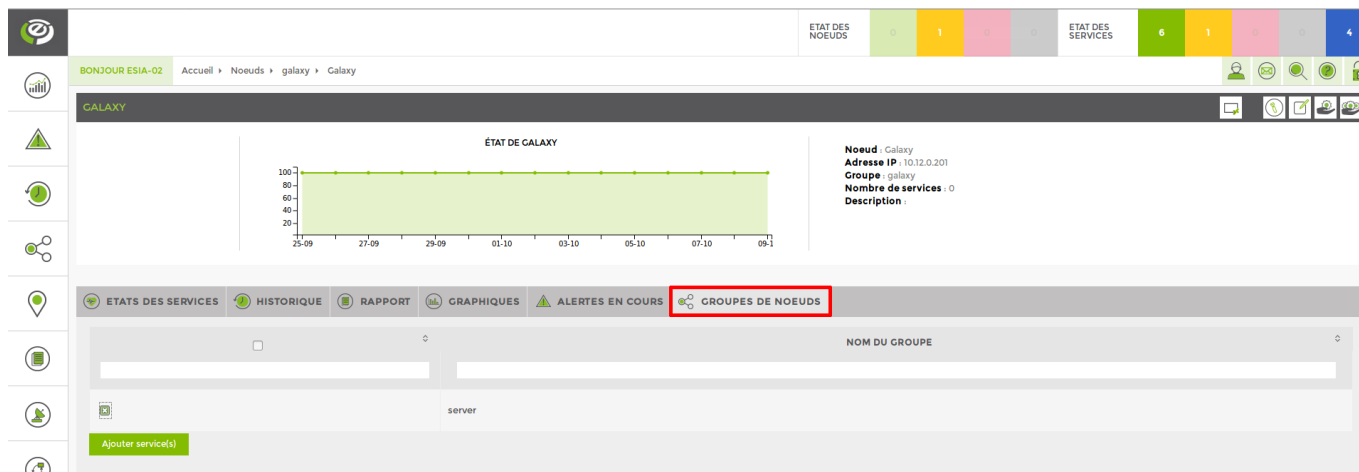 ETAT DES NOEUDS
0 1 0 0
ETAT DES SERVICES
6 1 0 0 4
BONJOUR ESIA-02 Accueil Noeuds galaxy Galaxy
GALAXY
ÉTAT DE GALAXY
100
80
60
40
20
25-09 27-09 29-09 01-10 03-10 05-10 07-10 09-1
Noeud : Galaxy
Adresse IP : 10.12.0.201
Groupe : galaxy
Nombre de services : 0
Description :
ETATS DES SERVICES HISTORIQUE RAPPORT GRAPHIQUES ALERTES EN COURS GROUPES DE NOEUDS
NOM DU GROUPE
server
Ajouter service(s)